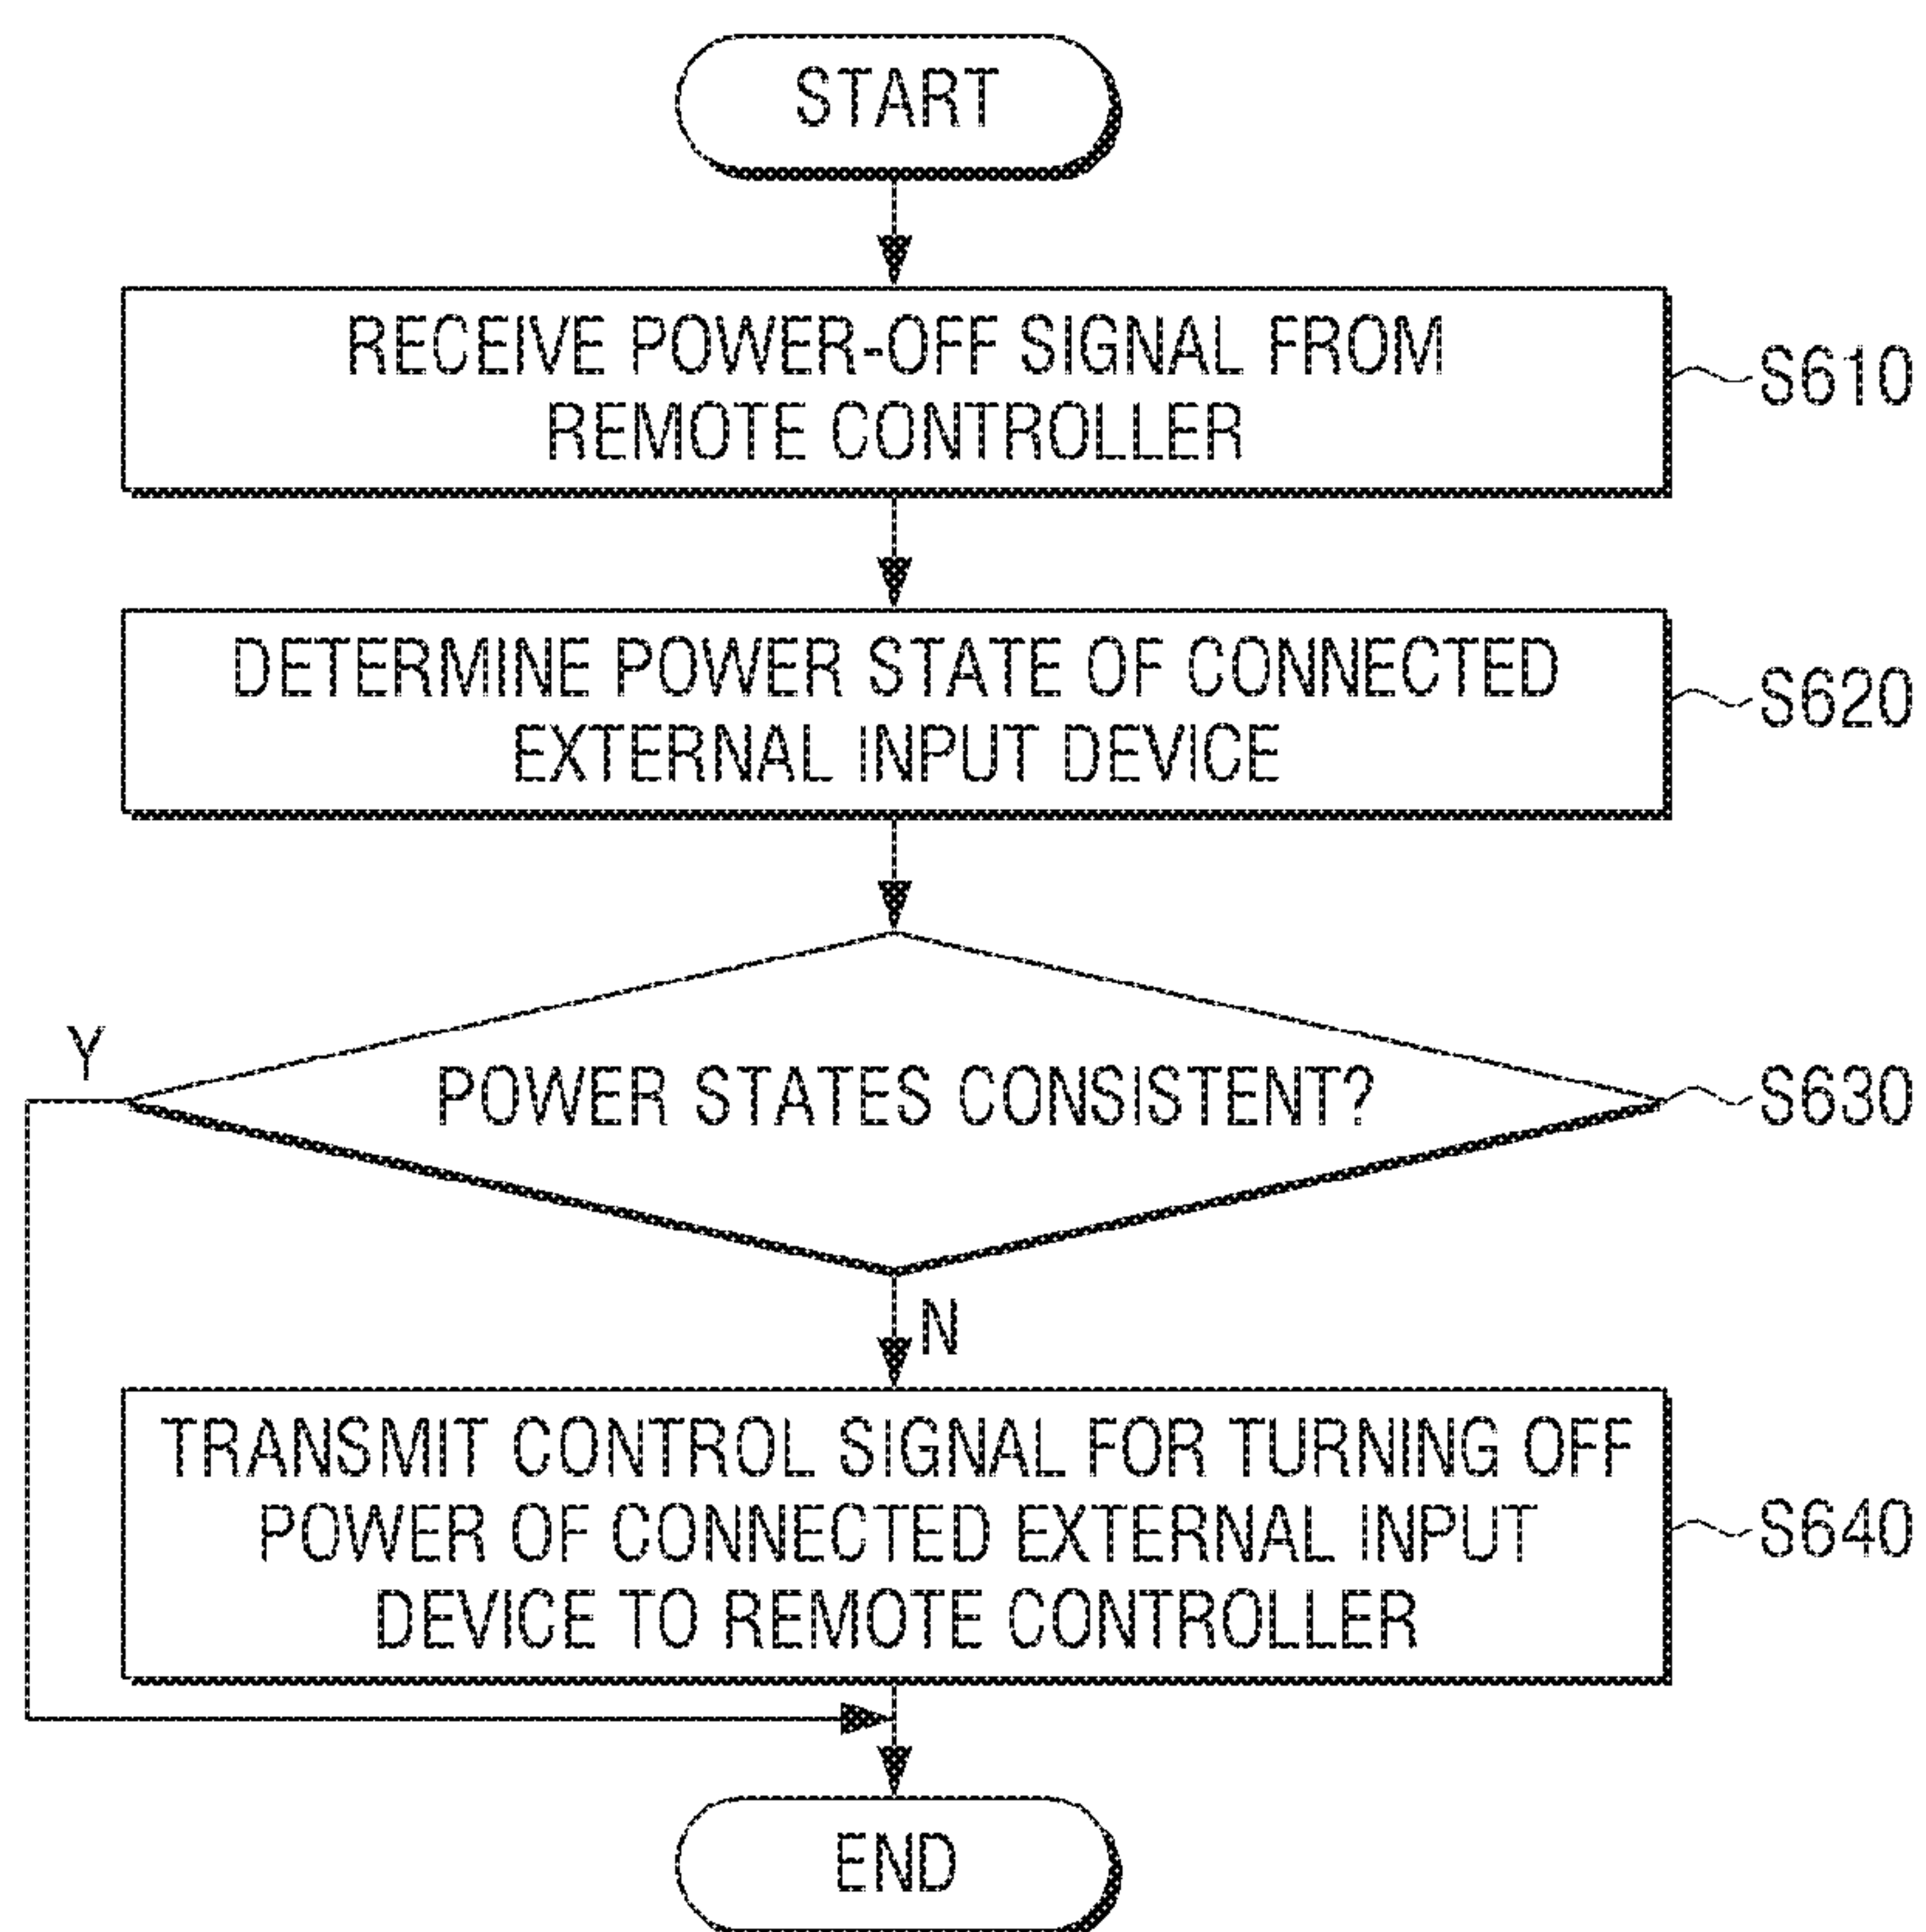 START
RECEIVE POWER-OFF SIGNAL FROM
REMOTE CONTROLLER
S610
DETERMINE POWER STATE OF CONNECTED
EXTERNAL INPUT DEVICE
S620
Y
POWER STATES CONSISTENT?
S630
N
TRANSMIT CONTROL SIGNAL FOR TURNING OFF
POWER OF CONNECTED EXTERNAL INPUT
DEVICE TO REMOTE CONTROLLER
S640
END